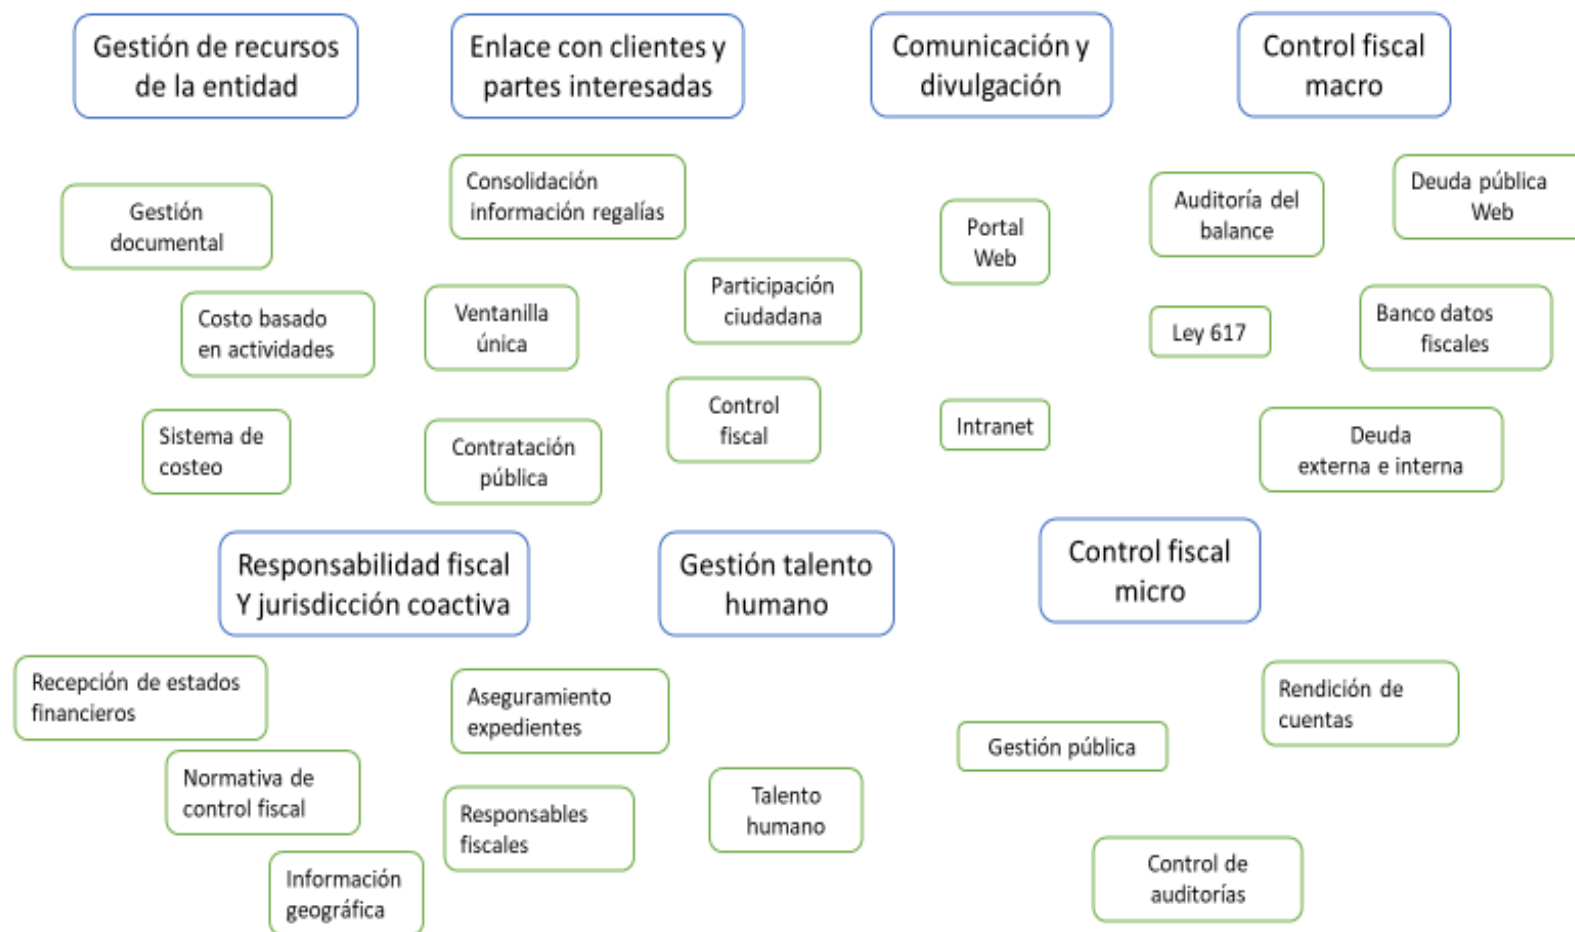 Gestión de recursos
de la entidad
Enlace con clientes y
partes interesadas
Comunicación y
divulgación
Control fiscal
macro
Gestión
documental
Costo basado
en actividades
Sistema de
costeo
Consolidación
información regalías
Ventanilla
única
Participación
ciudadana
Control
fiscal
Contratación
pública
Portal
Web
Intranet
Auditoría del
balance
Deuda pública
Web
Ley 617
Banco datos
fiscales
Deuda
externa e interna
Responsabilidad fiscal
Y jurisdicción coactiva
Gestión talento
humano
Control fiscal
micro
Recepción de estados
financieros
Normativa de
control fiscal
Información
geográfica
Aseguramiento
expedientes
Responsables
fiscales
Talento
humano
Gestión pública
Rendición de
cuentas
Control de
auditorías